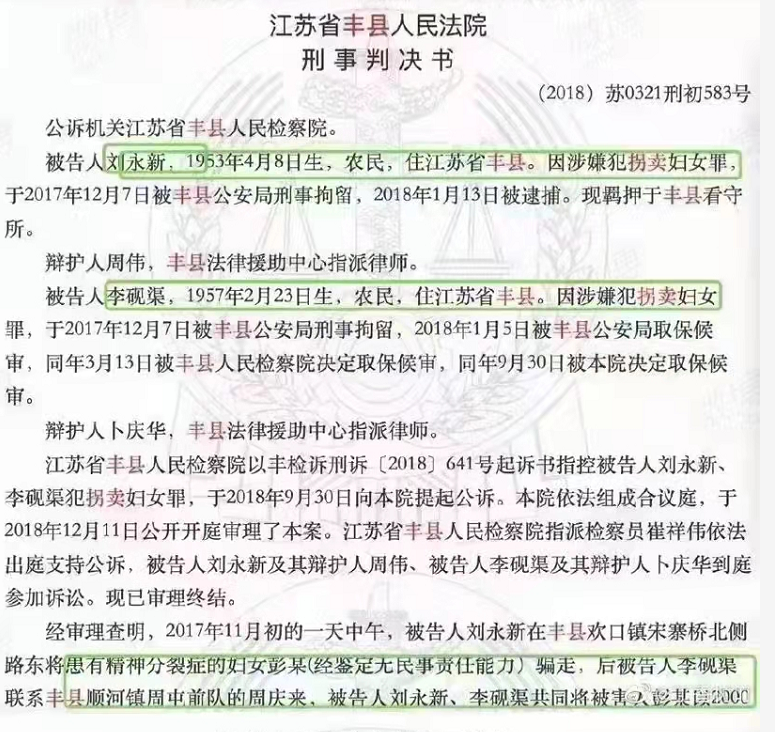 江苏省丰县人民法院
刑事判决书
（2018）苏0321刑初583号
公诉机关江苏省丰县人民检察院。
被告人刘永新，1953年4月8日生，农民，住江苏省丰县。因涉嫌犯拐卖妇女罪，
于2017年12月7日被丰县公安局刑事拘留，2018年1月13日被逮捕。现羁押于丰县看守
所。
辩护人周伟，丰县法律援助中心指派律师。
被告人李砚渠，1957年2月23日生，农民，住江苏省丰县。因涉嫌犯拐卖妇女
罪，于2017年12月7日被丰县公安局刑事拘留，2018年1月5日被丰县公安局取保候
审，同年3月13日被丰县人民检察院决定取保候审，同年9月30日被本院决定取保候
审。
辩护人卜庆华，丰县法律援助中心指派律师。
江苏省丰县人民检察院以丰检诉刑诉〔2018〕641号起诉书指控被告人刘永新、
李砚渠犯拐卖妇女罪，于2018年9月30日向本院提起公诉。本院依法组成合议庭，于
2018年12月11日公开开庭审理了本案。江苏省丰县人民检察院指派检察员崔祥伟依法
出庭支持公诉，被告人刘永新及其辩护人周伟、被告人李砚渠及其辩护人卜庆华到庭
参加诉讼。现已审理终结。
经审理查明，2017年11月初的一天中午，被告人刘永新在丰县欢口镇宋寨桥北侧
路东将患有精神分裂症的妇女彭某(经鉴定无民事责任能力）骗走，后被告人李砚渠
联系丰县顺河镇周屯前队的周庆来，被告人刘永新、李砚渠共同将被害人彭某以2000